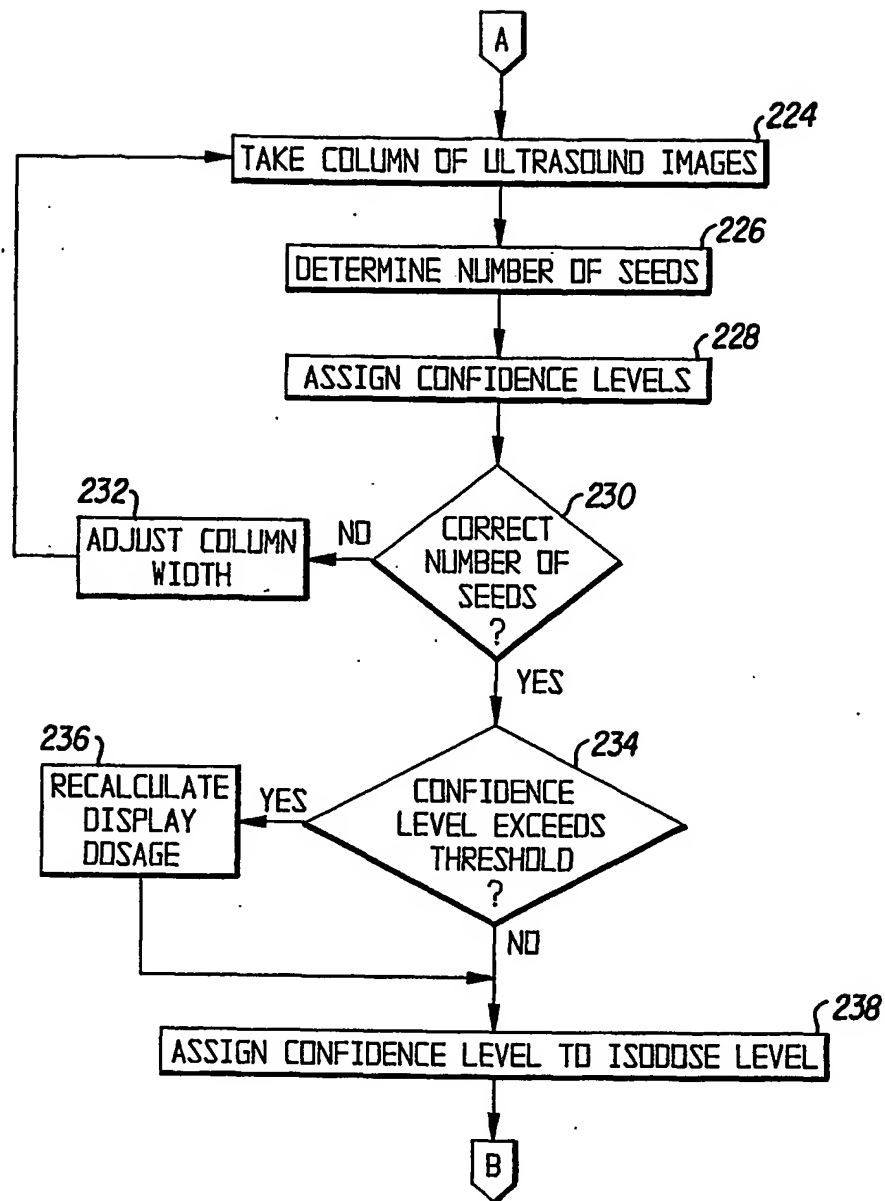 A
224
TAKE COLUMN OF ULTRASOUND IMAGES
226
DETERMINE NUMBER OF SEEDS
228
ASSIGN CONFIDENCE LEVELS
230
CORRECT
NUMBER OF
SEEDS
?
NO
232
ADJUST COLUMN
WIDTH
YES
234
CONFIDENCE
LEVEL EXCEEDS
THRESHOLD
?
YES
236
RECALCULATE
DISPLAY
DOSAGE
NO
238
ASSIGN CONFIDENCE LEVEL TO ISODOSE LEVEL
B